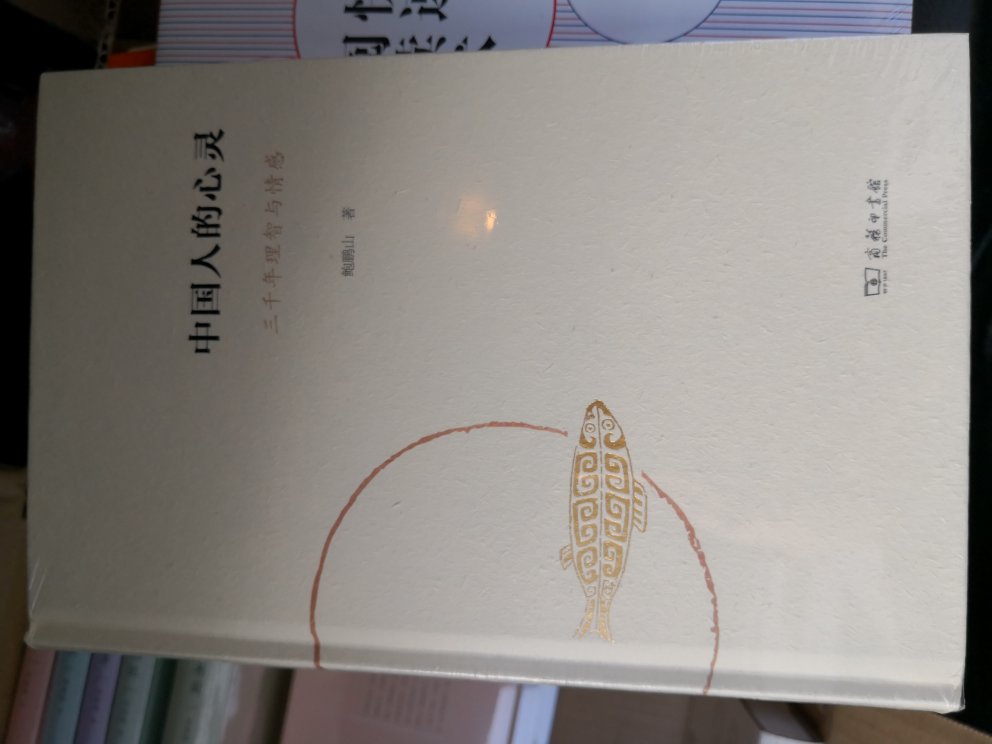 中国人的心灵
三千年理智与情感
鲍鹏山 著
商务印书馆
The Commercial Press